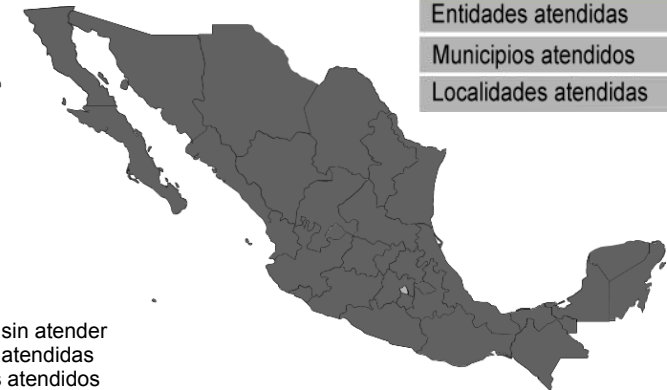 Entidades atendidas
Municipios atendidos
Localidades atendidas
sin atender
atendidas
atendidos